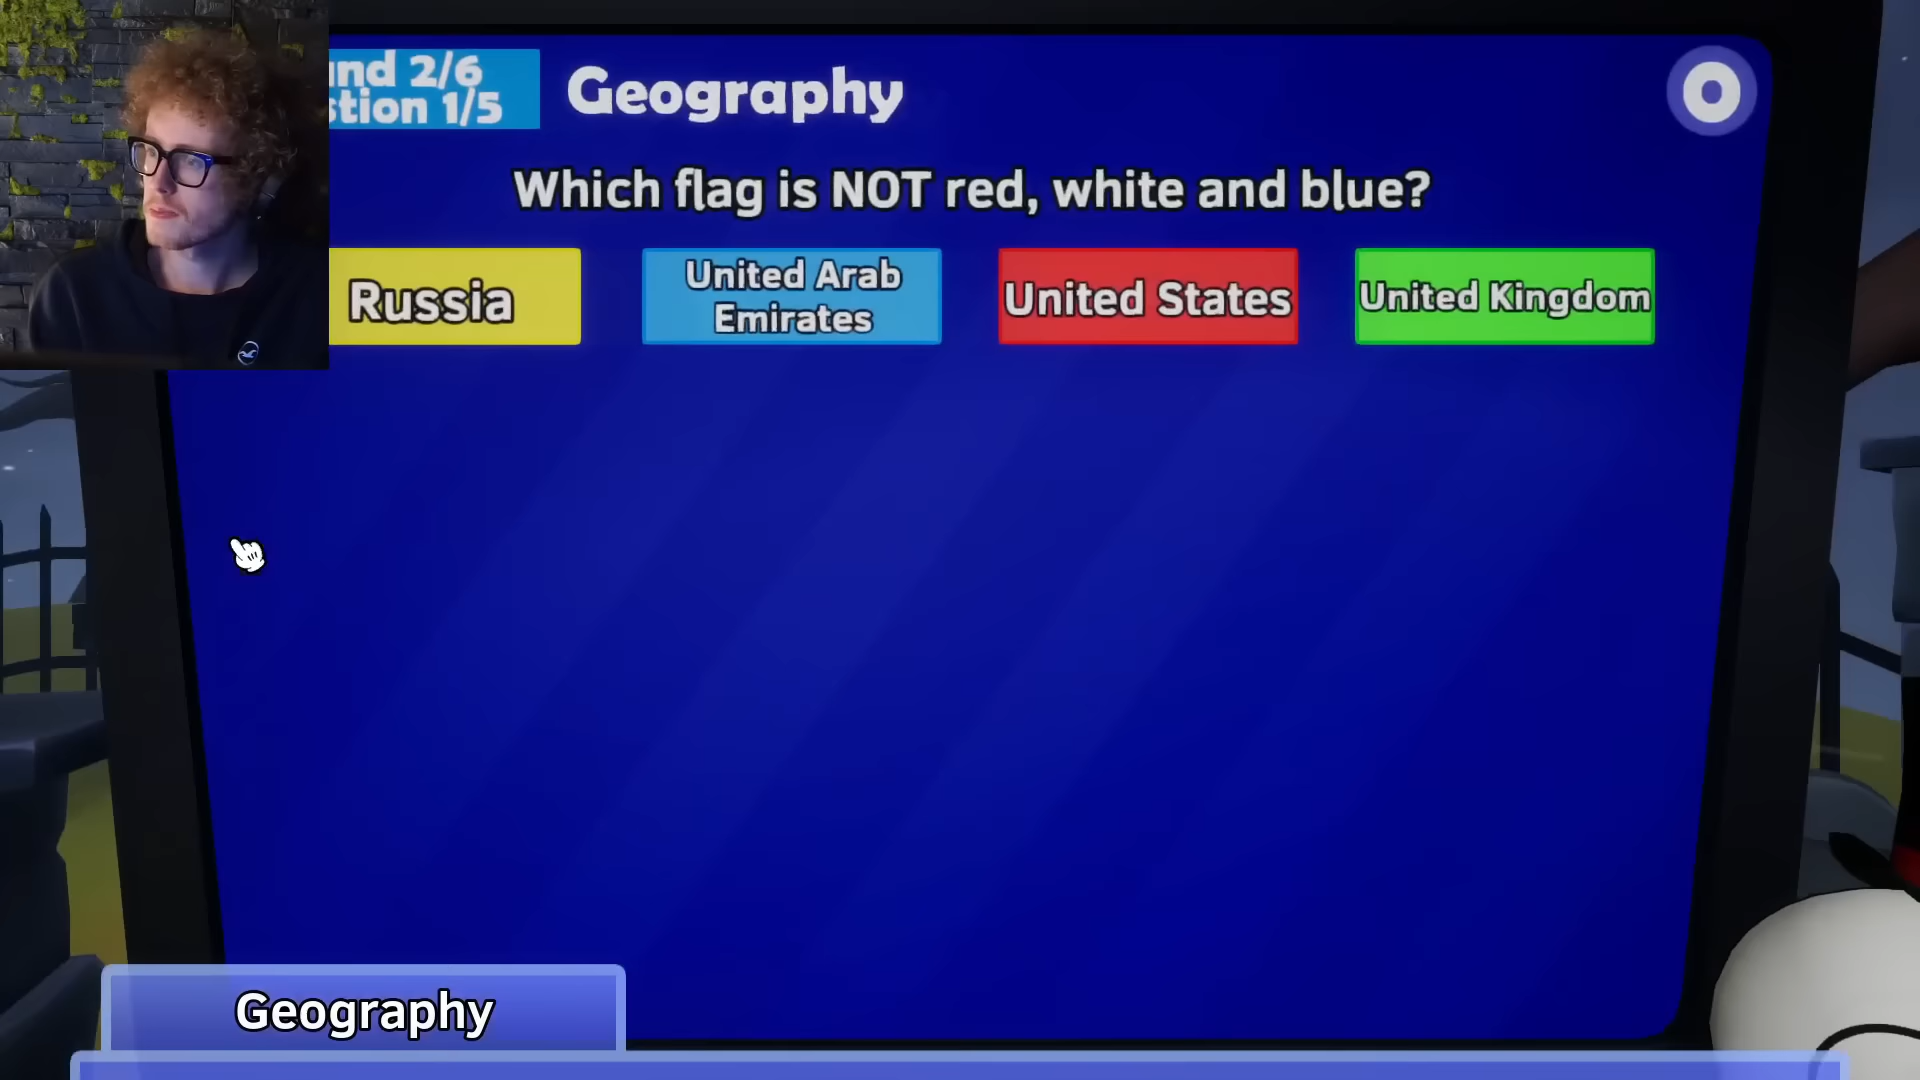 nd 2/6
stion 1/5
Geography
O
Which flag is NOT red, white and blue?
Russia
United Arab
Emirates
United States
United Kingdom
Geography